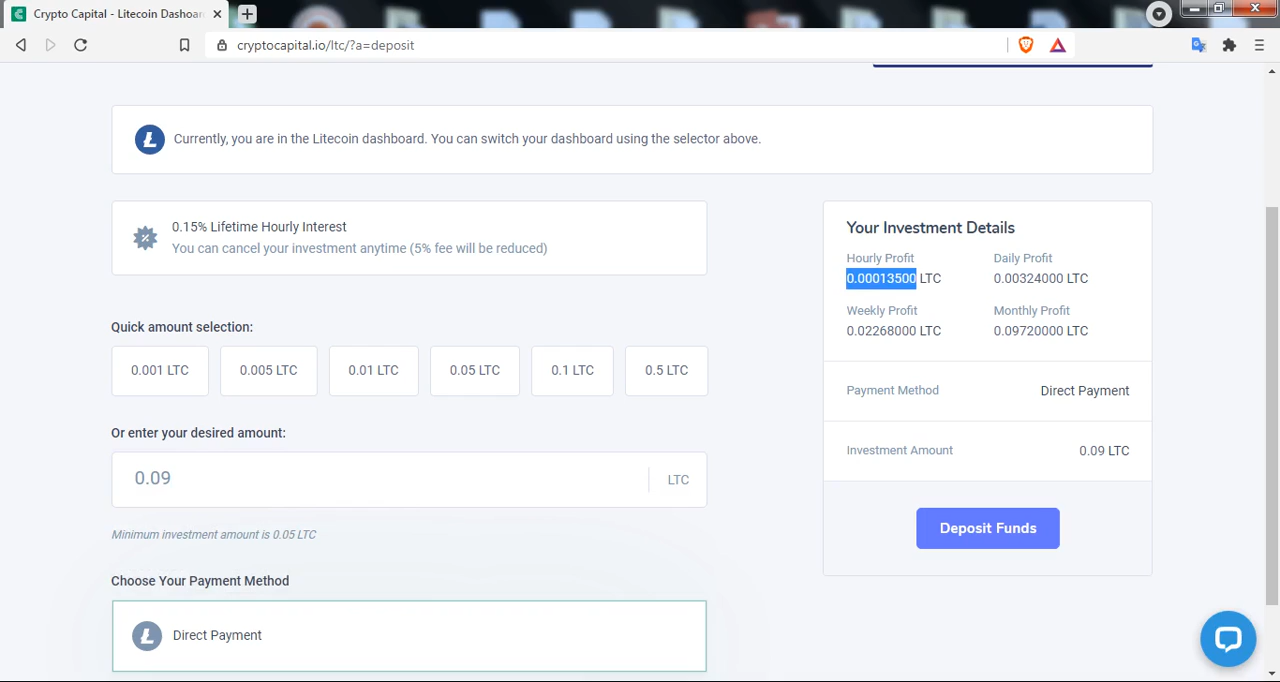 Crypto Capital - Litecoin Dashboar
cryptocapital.io/ltc/?a=deposit
Currently, you are in the Litecoin dashboard. You can switch your dashboard using the selector above.
0.15% Lifetime Hourly Interest
You can cancel your investment anytime (5% fee will be reduced)
Quick amount selection:
0.001 LTC 0.005 LTC 0.01 LTC 0.05 LTC 0.1 LTC 0.5 LTC
Or enter your desired amount:
0.09 LTC
Minimum investment amount is 0.05 LTC
Choose Your Payment Method
Direct Payment
Your Investment Details
Hourly Profit Daily Profit
0.00013500 LTC 0.00324000 LTC
Weekly Profit Monthly Profit
0.02268000 LTC 0.09720000 LTC
Payment Method Direct Payment
Investment Amount 0.09 LTC
Deposit Funds